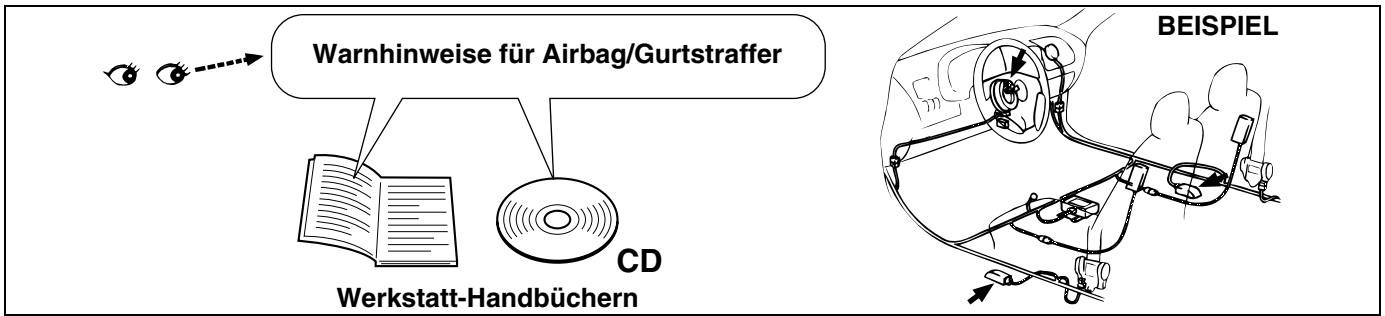 Warnhinweise für Airbag/Gurtstraffer
CD
Werkstatt-Handbüchern
BEISPIEL